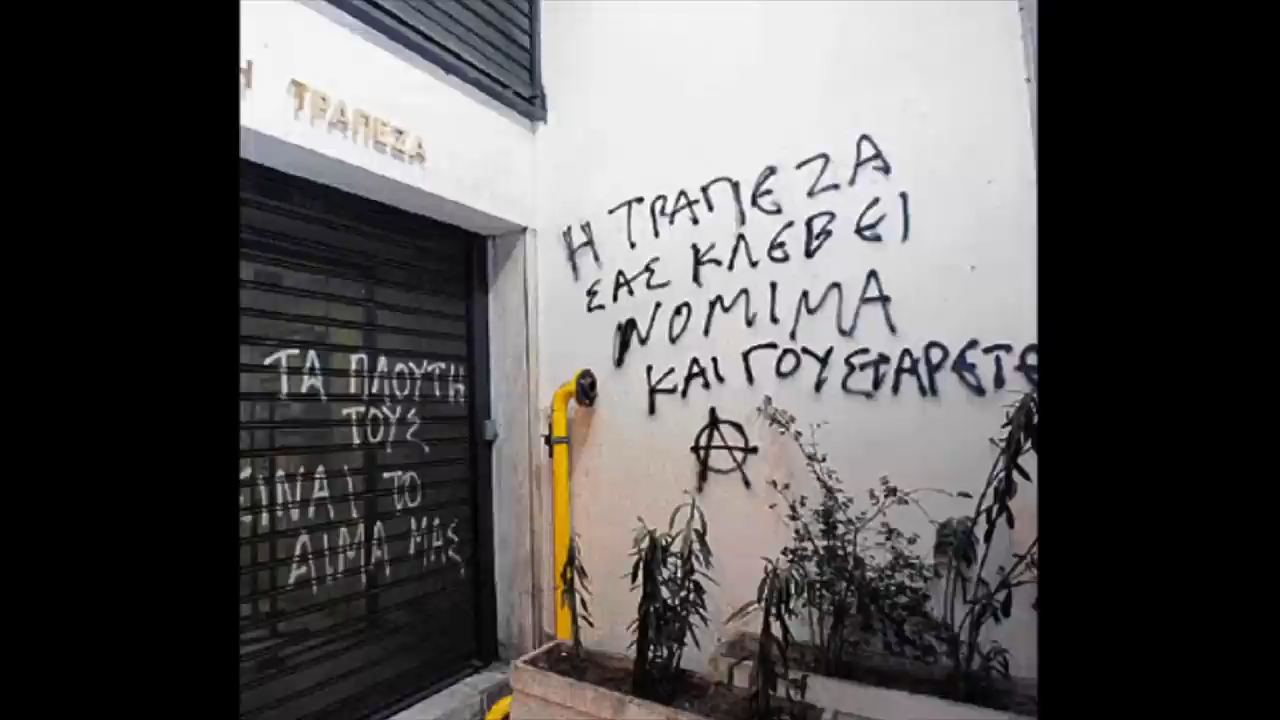 Η ΤΡΑΠΕΖΑ
ΤΑ ΠΛΟΥΤΗ
ΤΟΥΣ
ΕΙΝΑΙ ΤΟ
ΑΙΜΑ ΜΑΣ
Η ΤΡΑΠΕΖΑ
ΣΑΣ ΚΛΕΒΕΙ
ΝΟΜΙΜΑ
ΚΑΙ ΓΟΥΣΤΑΡΕΤΕ